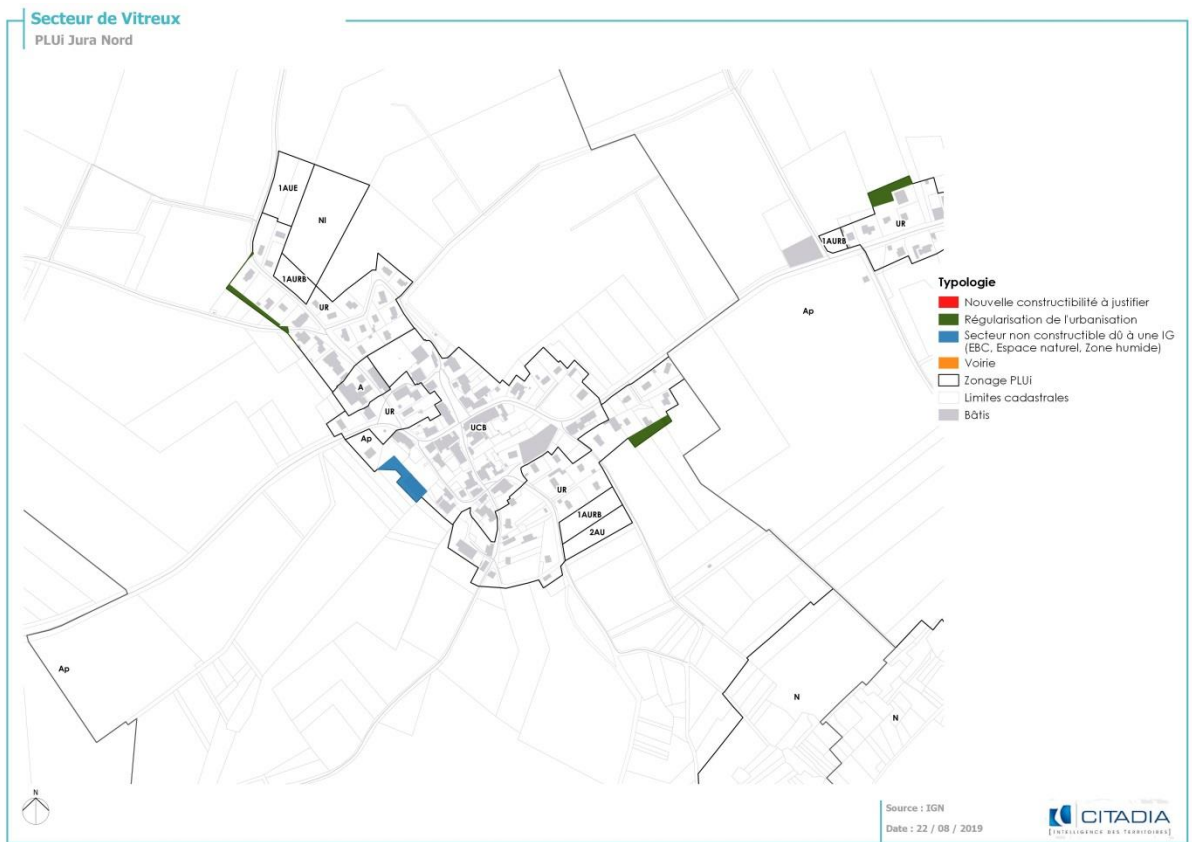 Secteur de Vitreux
PLUi Jura Nord
1AUE
Nl
UR
1AURB
1AURB
UR
Ap
A
UR
UCB
Ap
UR
1AURB
2AU
Ap
N
N
Typologie
Nouvelle constructibilité à justifier
Régularisation de l'urbanisation
Secteur non constructible dû à une IG
(EBC, Espace naturel, Zone humide)
Voirie
Zonage PLUi
Limites cadastrales
Bâtis
N
Source : IGN
Date : 22 / 08 / 2019
CITADIA
[INTELLIGENCE DES TERRITOIRES]